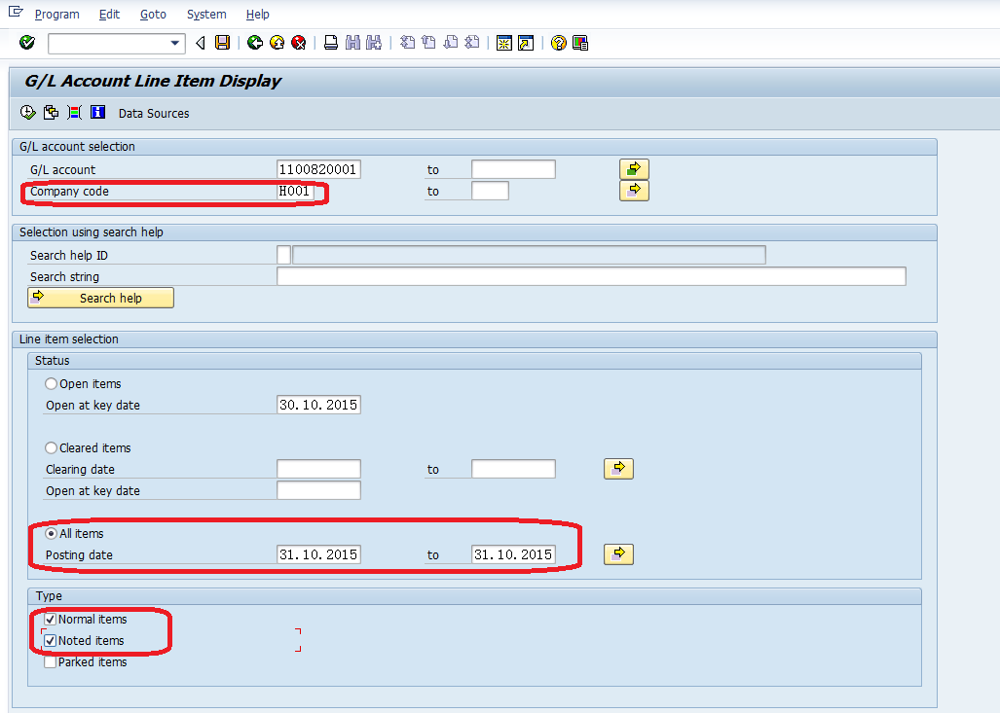 Program Edit Goto System Help
G/L Account Line Item Display
Data Sources
G/L account selection
G/L account 1100820001 to
Company code H001 to
Selection using search help
Search help ID
Search string
Search help
Line item selection
Status
Open items
Open at key date 30.10.2015
Cleared items
Clearing date to
Open at key date
All items
Posting date 31.10.2015 to 31.10.2015
Type
Normal items
Noted items
Parked items